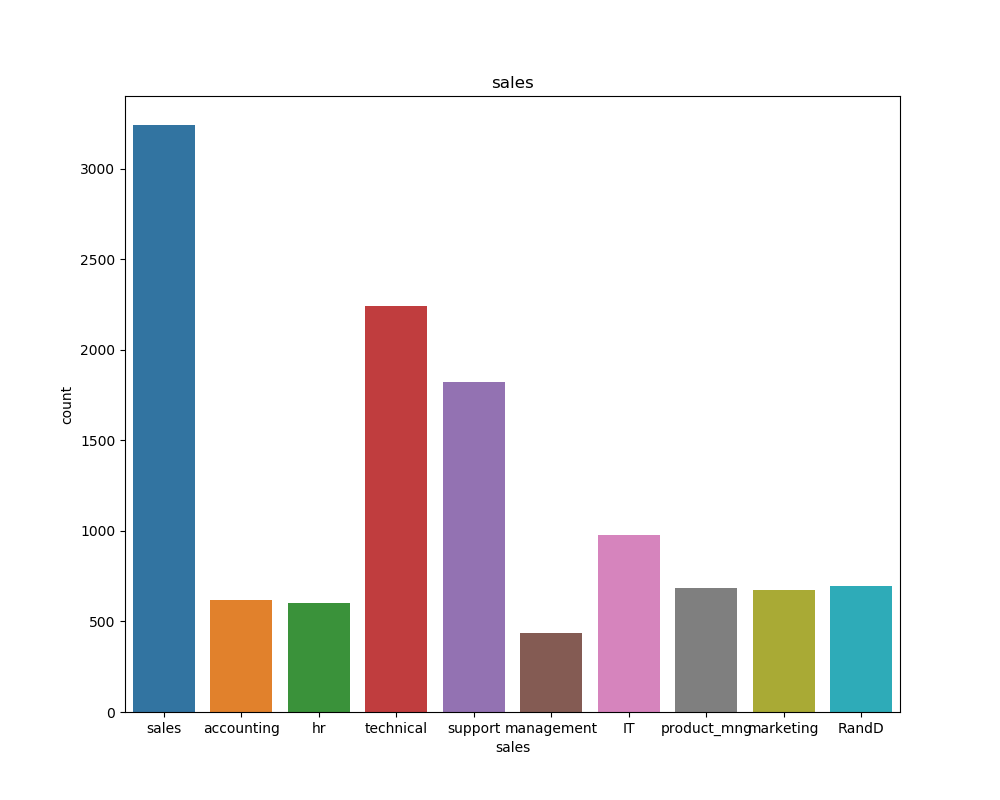 sales
3000
2500
2000
1500
1000
500
0
count
sales accounting hr technical support management IT product_mng marketing RandD
sales